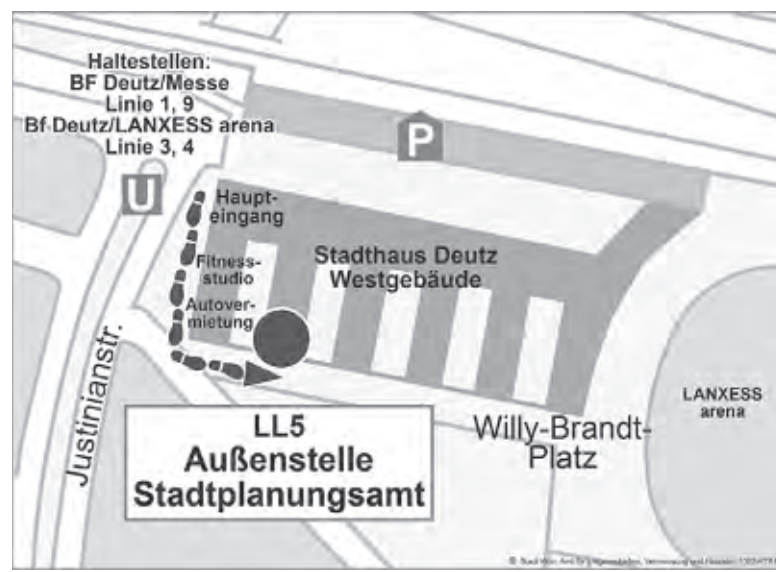 Haltestellen:
BF Deutz/Messe
Linie 1, 9
Bf Deutz/LANXESS arena
Linie 3, 4
P
U
Haupt-
eingang
Stadthaus Deutz
Westgebäude
Fitness-
studio
Autover-
mietung
Justinianstr.
LANXESS
arena
Willy-Brandt-
Platz
LL5
Außenstelle
Stadtplanungsamt